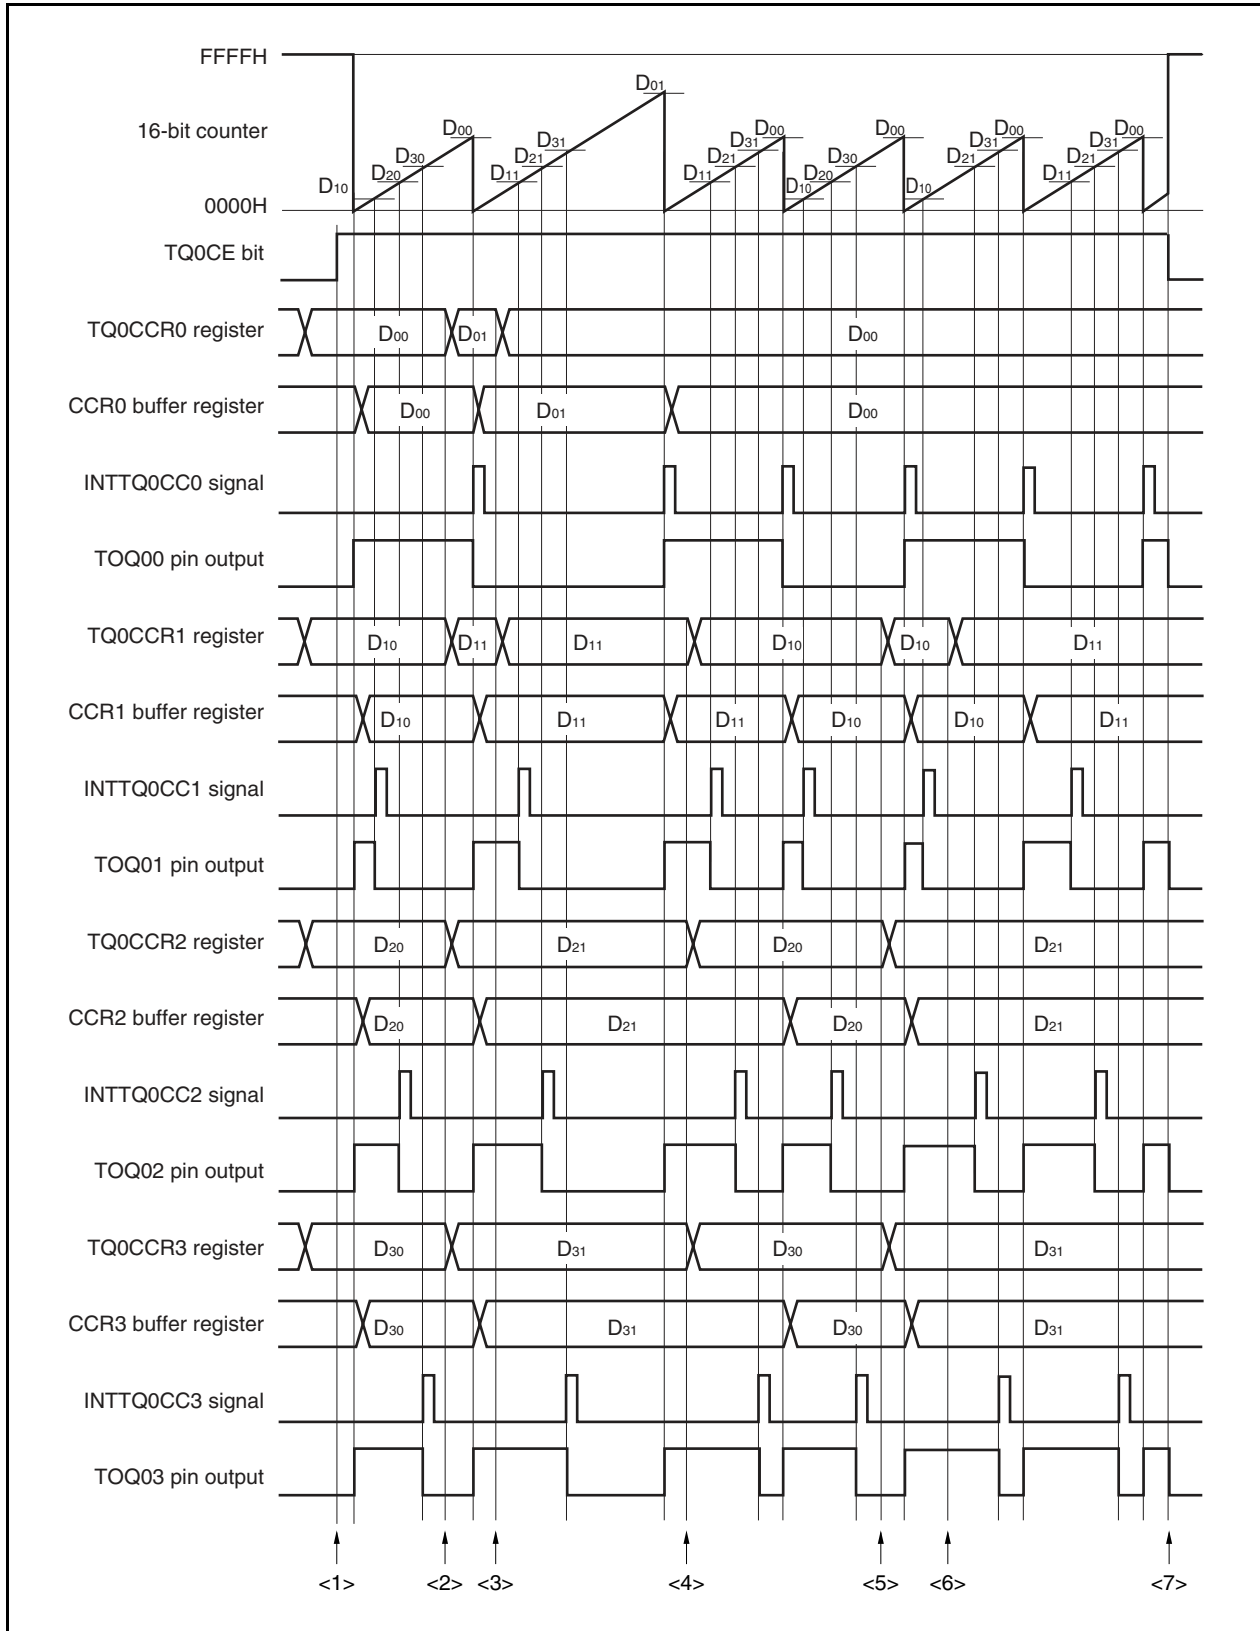 FFFFH
16-bit counter
0000H
D10 D20 D30 D00 D11 D21 D31 D01 D11 D21 D31 D00 D10 D20 D30 D00 D10 D21 D31 D00 D11 D21 D31 D00
TQ0CE bit
TQ0CCR0 register D00 D01 D00
CCR0 buffer register D00 D01 D00
INTTQ0CC0 signal
TOQ00 pin output
TQ0CCR1 register D10 D11 D11 D10 D10 D11
CCR1 buffer register D10 D11 D11 D10 D10 D11
INTTQ0CC1 signal
TOQ01 pin output
TQ0CCR2 register D20 D21 D20 D21
CCR2 buffer register D20 D21 D20 D21
INTTQ0CC2 signal
TOQ02 pin output
TQ0CCR3 register D30 D31 D30 D31
CCR3 buffer register D30 D31 D30 D31
INTTQ0CC3 signal
TOQ03 pin output
<1> <2> <3> <4> <5> <6> <7>